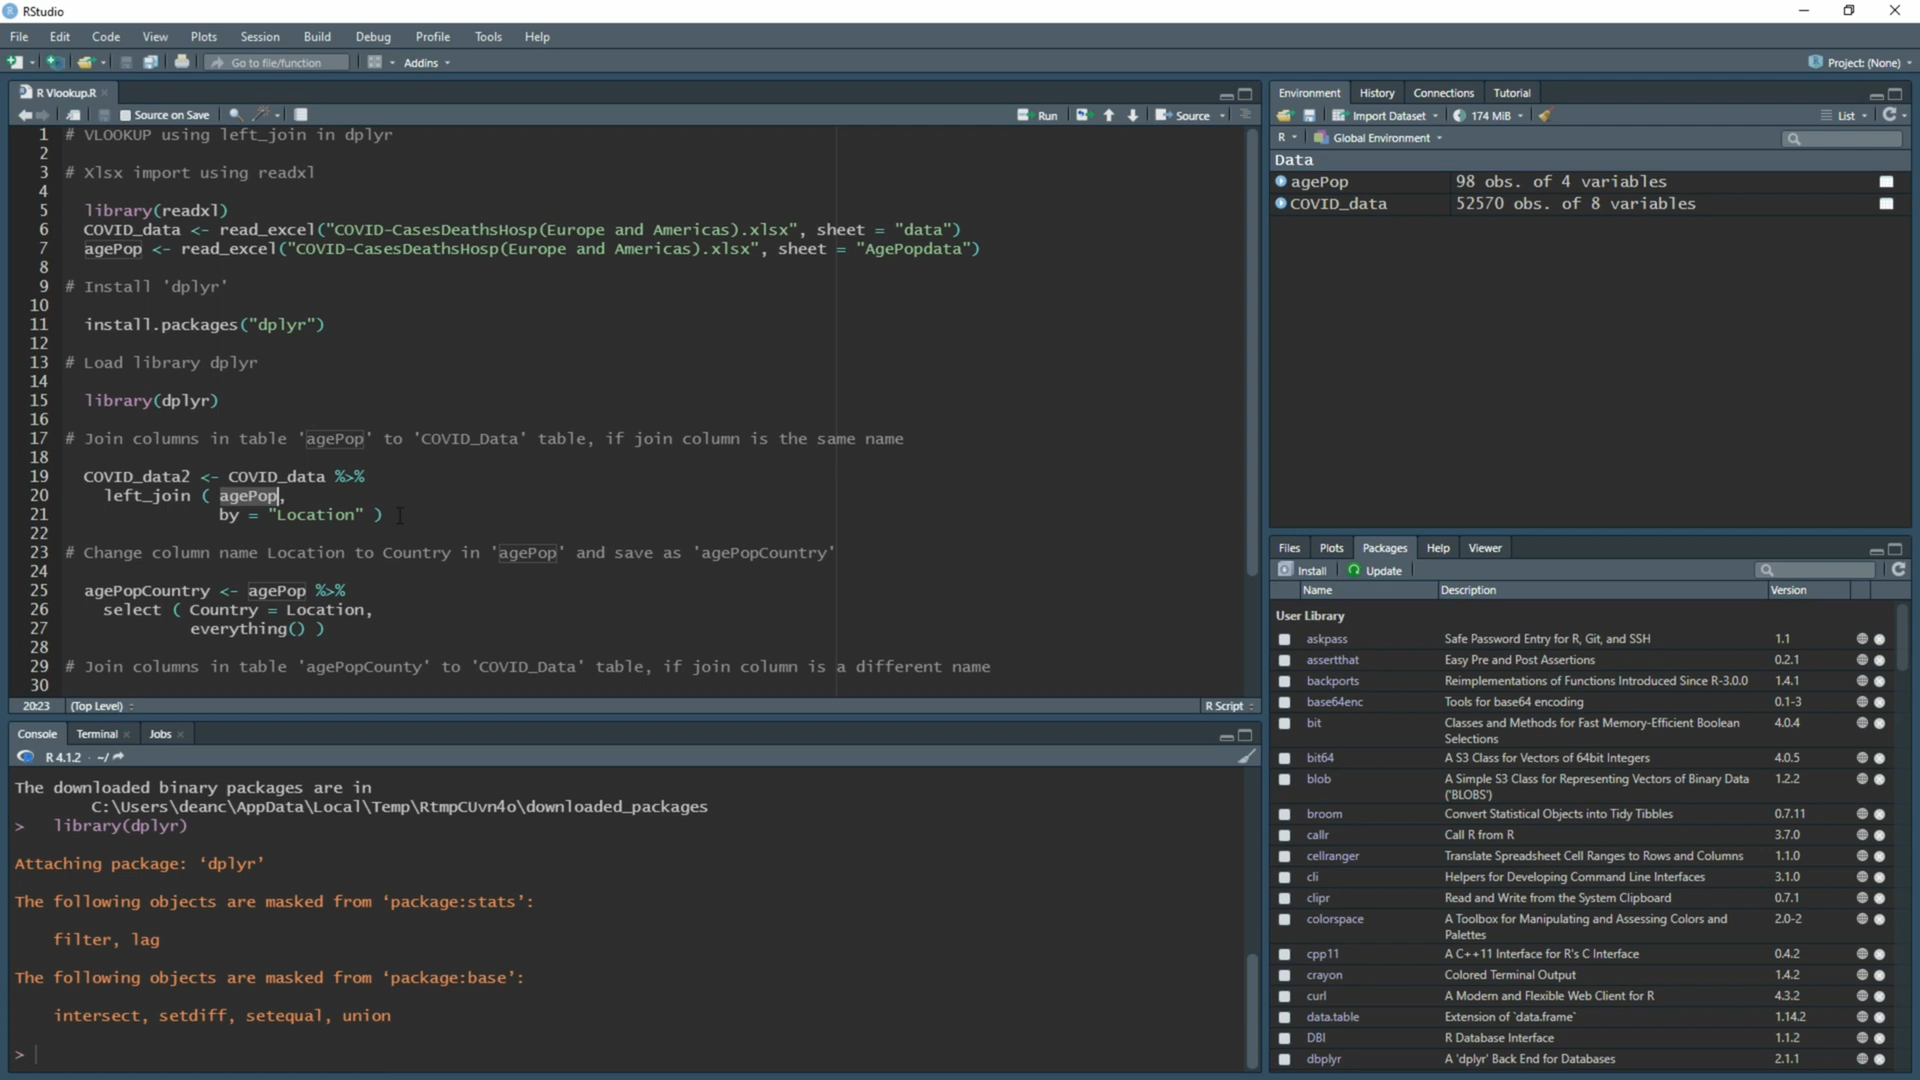 RStudio
File Edit Code View Plots Session Build Debug Profile Tools Help
Go to file/function Addins Project: (None)
R Vlookup.R
Source on Save Run Source
1 # VLOOKUP using left_join in dplyr
2
3 # Xlsx import using readxl
4
5 library(readxl)
6 COVID_data <- read_excel("COVID-CasesDeathsHosp(Europe and Americas).xlsx", sheet = "data")
7 agePop <- read_excel("COVID-CasesDeathsHosp(Europe and Americas).xlsx", sheet = "AgePopdata")
8
9 # Install 'dplyr'
10
11 install.packages("dplyr")
12
13 # Load library dplyr
14
15 library(dplyr)
16
17 # Join columns in table 'agePop' to 'COVID_Data' table, if join column is the same name
18
19 COVID_data2 <- COVID_data %>%
20 left_join ( agePop,
21 by = "Location" )
22
23 # Change column name Location to Country in 'agePop' and save as 'agePopCountry'
24
25 agePopCountry <- agePop %>%
26 select ( Country = Location,
27 everything() )
28
29 # Join columns in table 'agePopCounty' to 'COVID_Data' table, if join column is a different name
30
20:23 (Top Level) R Script
Console Terminal Jobs
R 4.1.2 · ~/
The downloaded binary packages are in
C:\Users\deanc\AppData\Local\Temp\RtmpCUvn4o\downloaded_packages
> library(dplyr)
Attaching package: ‘dplyr’
The following objects are masked from ‘package:stats’:
filter, lag
The following objects are masked from ‘package:base’:
intersect, setdiff, setequal, union
>
Environment History Connections Tutorial
Import Dataset 174 MiB List
R Global Environment
Data
agePop 98 obs. of 4 variables
COVID_data 52570 obs. of 8 variables
Files Plots Packages Help Viewer
Install Update
Name Description Version
User Library
askpass Safe Password Entry for R, Git, and SSH 1.1
assertthat Easy Pre and Post Assertions 0.2.1
backports Reimplementations of Functions Introduced Since R-3.0.0 1.4.1
base64enc Tools for base64 encoding 0.1-3
bit Classes and Methods for Fast Memory-Efficient Boolean 4.0.4
Selections
bit64 A S3 Class for Vectors of 64bit Integers 4.0.5
blob A Simple S3 Class for Representing Vectors of Binary Data 1.2.2
('BLOBS')
broom Convert Statistical Objects into Tidy Tibbles 0.7.11
callr Call R from R 3.7.0
cellranger Translate Spreadsheet Cell Ranges to Rows and Columns 1.1.0
cli Helpers for Developing Command Line Interfaces 3.1.0
clipr Read and Write from the System Clipboard 0.7.1
colorspace A Toolbox for Manipulating and Assessing Colors and 2.0-2
Palettes
cpp11 A C++11 Interface for R's C Interface 0.4.2
crayon Colored Terminal Output 1.4.2
curl A Modern and Flexible Web Client for R 4.3.2
data.table Extension of `data.frame` 1.14.2
DBI R Database Interface 1.1.2
dbplyr A 'dplyr' Back End for Databases 2.1.1